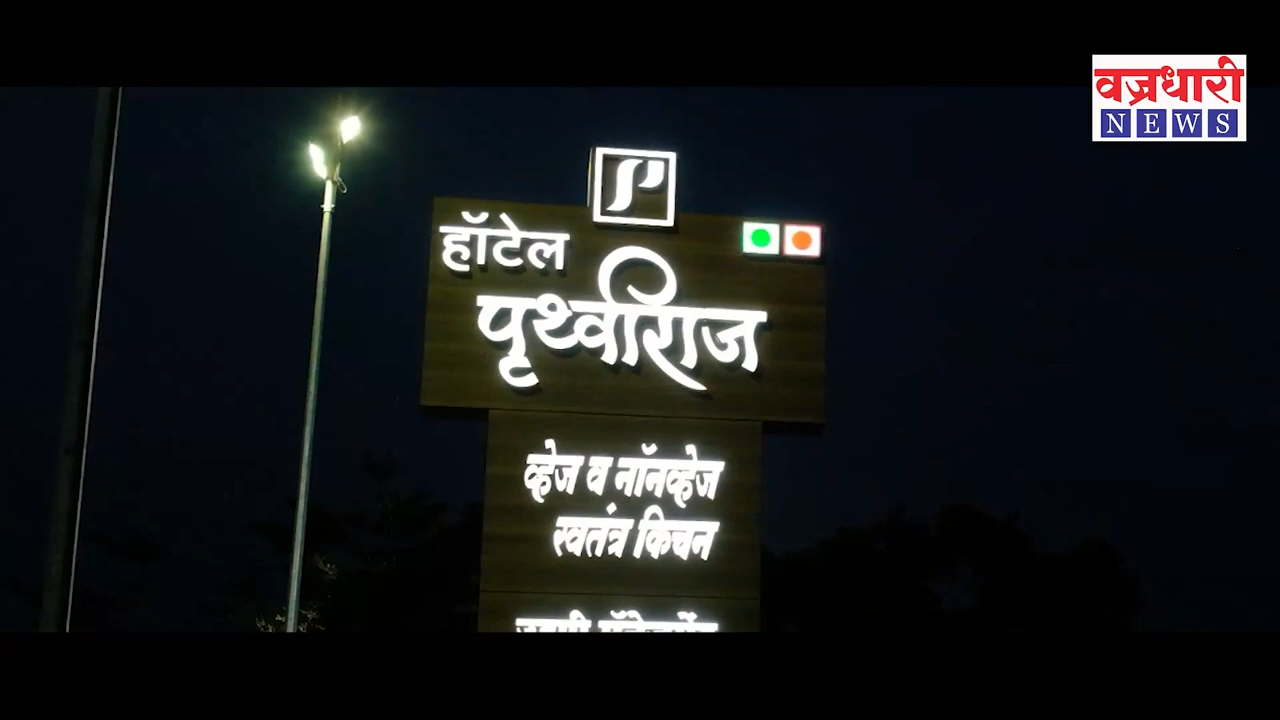 वज्रधारी
NEWS
P
हॉटेल
पृथ्वीराज
व्हेज व नॉनव्हेज
स्वतंत्र किचन